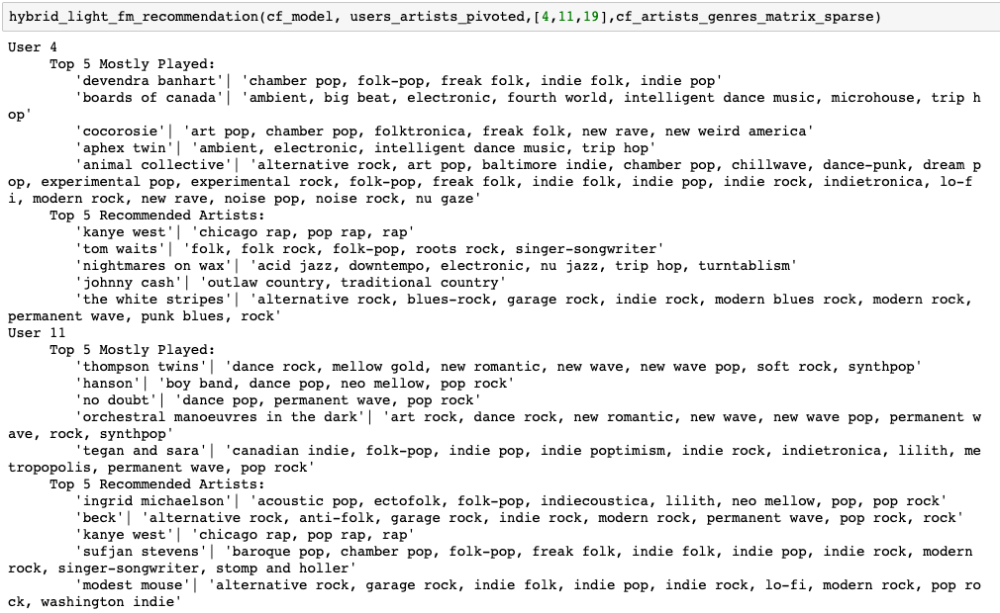 hybrid_light_fm_recommendation(cf_model, users_artists_pivoted,[4,11,19],cf_artists_genres_matrix_sparse)
User 4
Top 5 Mostly Played:
'devendra banhart'| 'chamber pop, folk-pop, freak folk, indie folk, indie pop'
'boards of canada'| 'ambient, big beat, electronic, fourth world, intelligent dance music, microhouse, trip h
op'
'cocorosie'| 'art pop, chamber pop, folktronica, freak folk, new rave, new weird america'
'aphex twin'| 'ambient, electronic, intelligent dance music, trip hop'
'animal collective'| 'alternative rock, art pop, baltimore indie, chamber pop, chillwave, dance-punk, dream p
op, experimental pop, experimental rock, folk-pop, freak folk, indie folk, indie pop, indie rock, indietronica, lo-f
i, modern rock, new rave, noise pop, noise rock, nu gaze'
Top 5 Recommended Artists:
'kanye west'| 'chicago rap, pop rap, rap'
'tom waits'| 'folk, folk rock, folk-pop, roots rock, singer-songwriter'
'nightmares on wax'| 'acid jazz, downtempo, electronic, nu jazz, trip hop, turntablism'
'johnny cash'| 'outlaw country, traditional country'
'the white stripes'| 'alternative rock, blues-rock, garage rock, indie rock, modern blues rock, modern rock,
permanent wave, punk blues, rock'
User 11
Top 5 Mostly Played:
'thompson twins'| 'dance rock, mellow gold, new romantic, new wave, new wave pop, soft rock, synthpop'
'hanson'| 'boy band, dance pop, neo mellow, pop rock'
'no doubt'| 'dance pop, permanent wave, pop rock'
'orchestral manoeuvres in the dark'| 'art rock, dance rock, new romantic, new wave, new wave pop, permanent w
ave, rock, synthpop'
'tegan and sara'| 'canadian indie, folk-pop, indie pop, indie poptimism, indie rock, indietronica, lilith, me
tropopolis, permanent wave, pop rock'
Top 5 Recommended Artists:
'ingrid michaelson'| 'acoustic pop, ectofolk, folk-pop, indiecoustica, lilith, neo mellow, pop, pop rock'
'beck'| 'alternative rock, anti-folk, garage rock, indie rock, modern rock, permanent wave, pop rock, rock'
'kanye west'| 'chicago rap, pop rap, rap'
'sufjan stevens'| 'baroque pop, chamber pop, folk-pop, freak folk, indie folk, indie pop, indie rock, modern
rock, singer-songwriter, stomp and holler'
'modest mouse'| 'alternative rock, garage rock, indie folk, indie pop, indie rock, lo-fi, modern rock, pop ro
ck, washington indie'